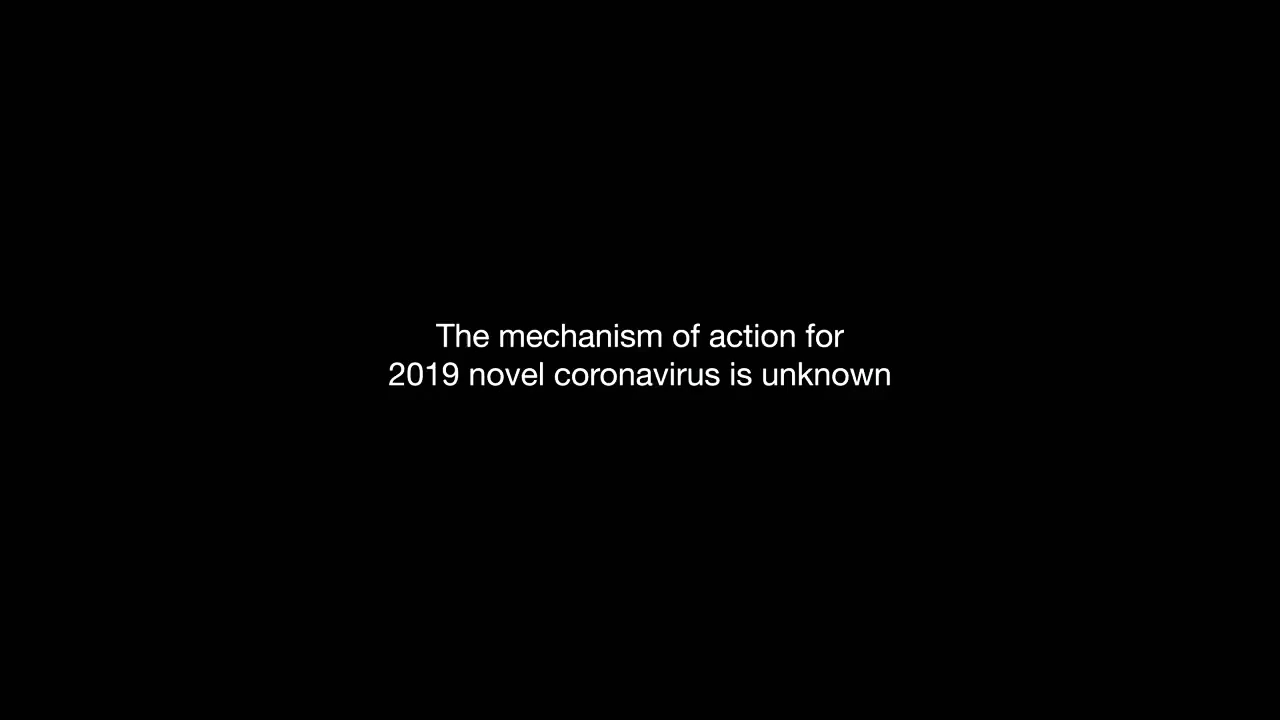 The mechanism of action for
2019 novel coronavirus is unknown